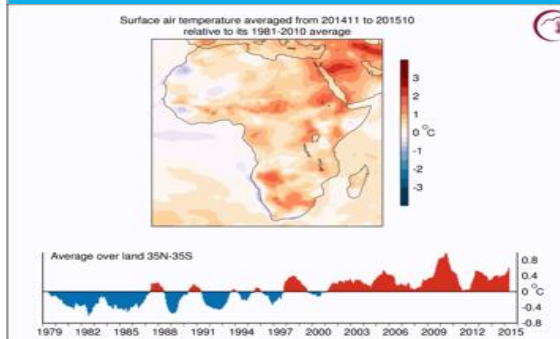 Surface air temperature averaged from 201411 to 201510
relative to its 1981-2010 average
3
2
1
0 °C
-1
-2
-3
Average over land 35N-35S
0.8
0.4
0 °C
-0.4
-0.8
1979 1982 1985 1988 1991 1994 1997 2000 2003 2006 2009 2012 2015